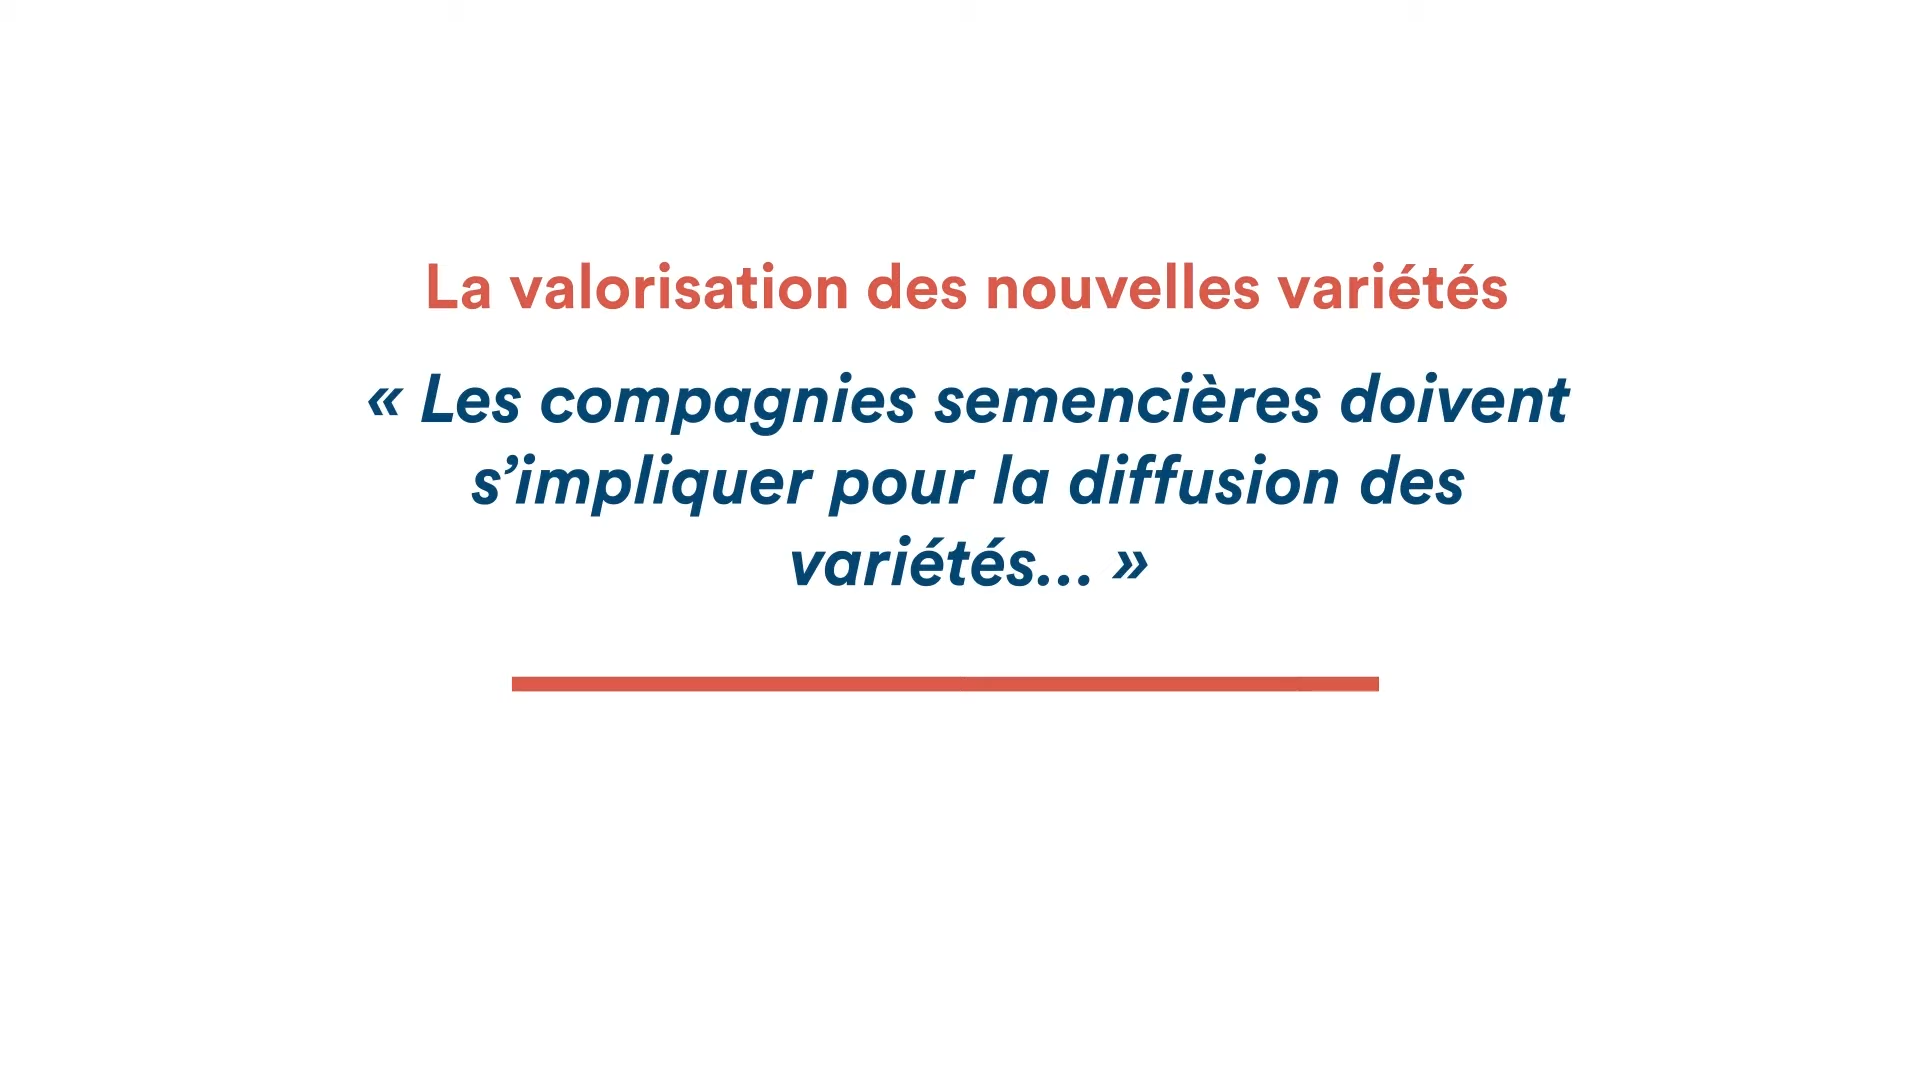 La valorisation des nouvelles variétés
« Les compagnies semencières doivent
s’impliquer pour la diffusion des
variétés... »